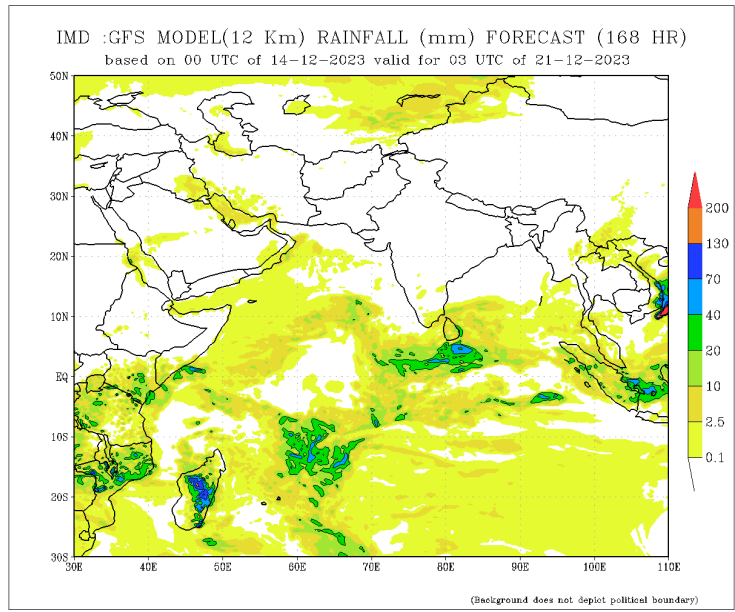 IMD :GFS MODEL(12 Km) RAINFALL (mm) FORECAST (168 HR)
based on 00 UTC of 14-12-2023 valid for 03 UTC of 21-12-2023
50N
40N
30N
20N
10N
EQ
10S
20S
30S
30E 40E 50E 60E 70E 80E 90E 100E 110E
200
130
70
40
20
10
2.5
0.1
(Background does not depict political boundary)